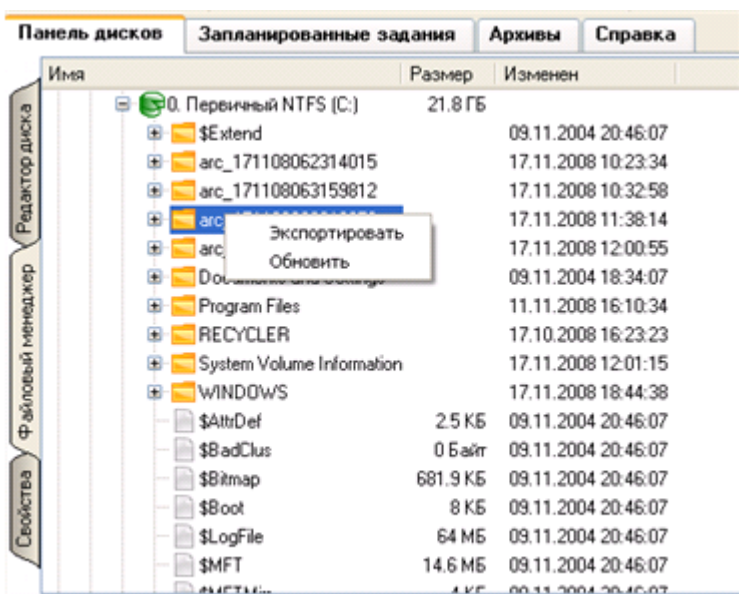 Панель дисков Запланированные задания Архивы Справка
Имя Размер Изменен
0. Первичный NTFS (C:) 21.8 ГБ
$Extend 09.11.2004 20:46:07
arc_171108062314015 17.11.2008 10:23:34
arc_171108063159812 17.11.2008 10:32:58
17.11.2008 11:38:14
Экспортировать
17.11.2008 12:00:55
Обновить
09.11.2004 18:34:07
Program Files 11.11.2008 16:10:34
RECYCLER 17.10.2008 16:23:23
System Volume Information 17.11.2008 12:01:15
WINDOWS 17.11.2008 18:44:38
$AttrDef 2.5 КБ 09.11.2004 20:46:07
$BadClus 0 Байт 09.11.2004 20:46:07
$Bitmap 681.9 КБ 09.11.2004 20:46:07
$Boot 8 КБ 09.11.2004 20:46:07
$LogFile 64 МБ 09.11.2004 20:46:07
$MFT 14.6 МБ 09.11.2004 20:46:07
Редактор диска
Файловый менеджер
Свойства